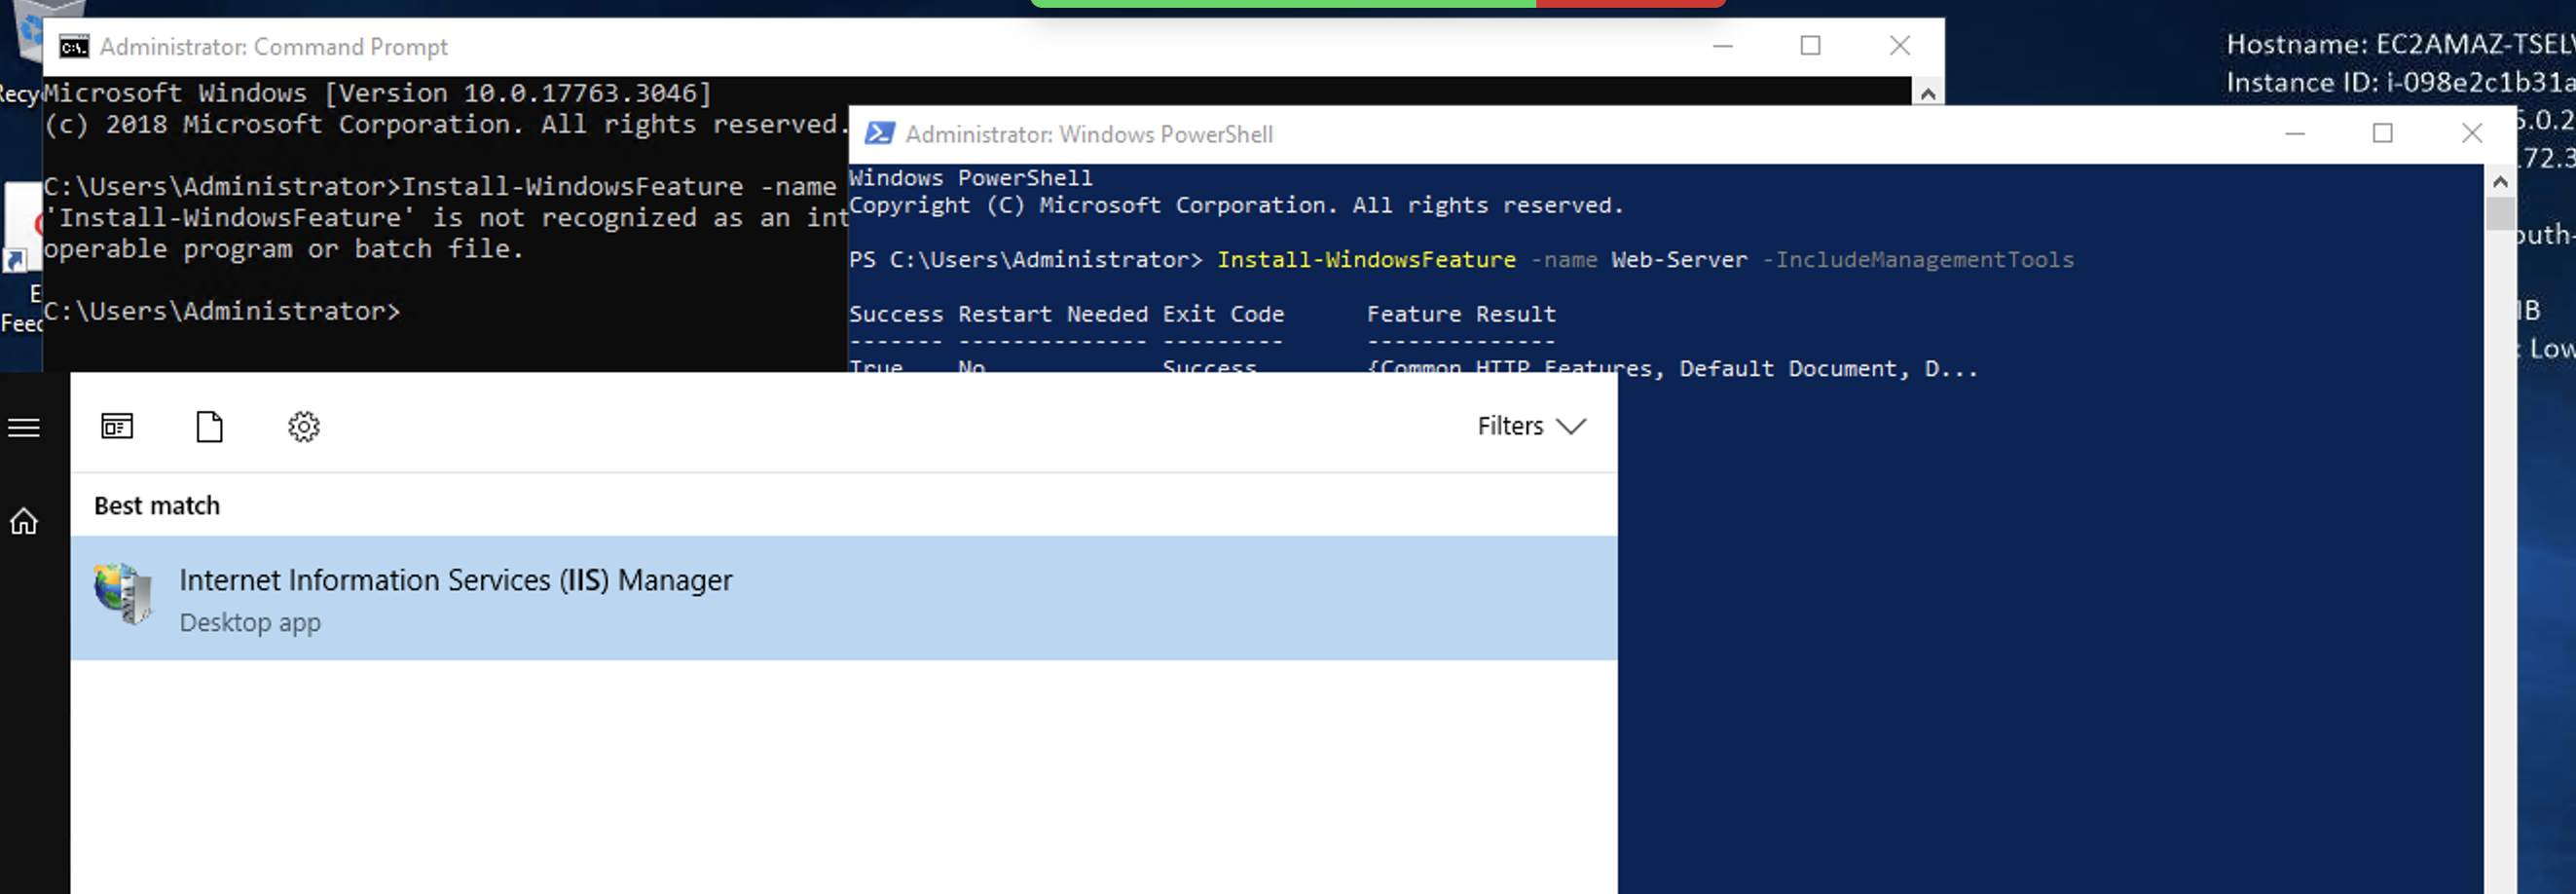 Administrator: Command Prompt
Microsoft Windows [Version 10.0.17763.3046]
(c) 2018 Microsoft Corporation. All rights reserved.
C:\Users\Administrator>Install-WindowsFeature -name
'Install-WindowsFeature' is not recognized as an int
operable program or batch file.
C:\Users\Administrator>
Hostname: EC2AMAZ-TSEL
Instance ID: i-098e2c1b31a
5.0.2
.72.3
outh-
: Low
Recy
E
Feed
Administrator: Windows PowerShell
Windows PowerShell
Copyright (C) Microsoft Corporation. All rights reserved.
PS C:\Users\Administrator> Install-WindowsFeature -name Web-Server -IncludeManagementTools
Success Restart Needed Exit Code      Feature Result
------- -------------- ---------      --------------
True    No             Success        {Common HTTP Features, Default Document, D...
Filters
Best match
Internet Information Services (IIS) Manager
Desktop app